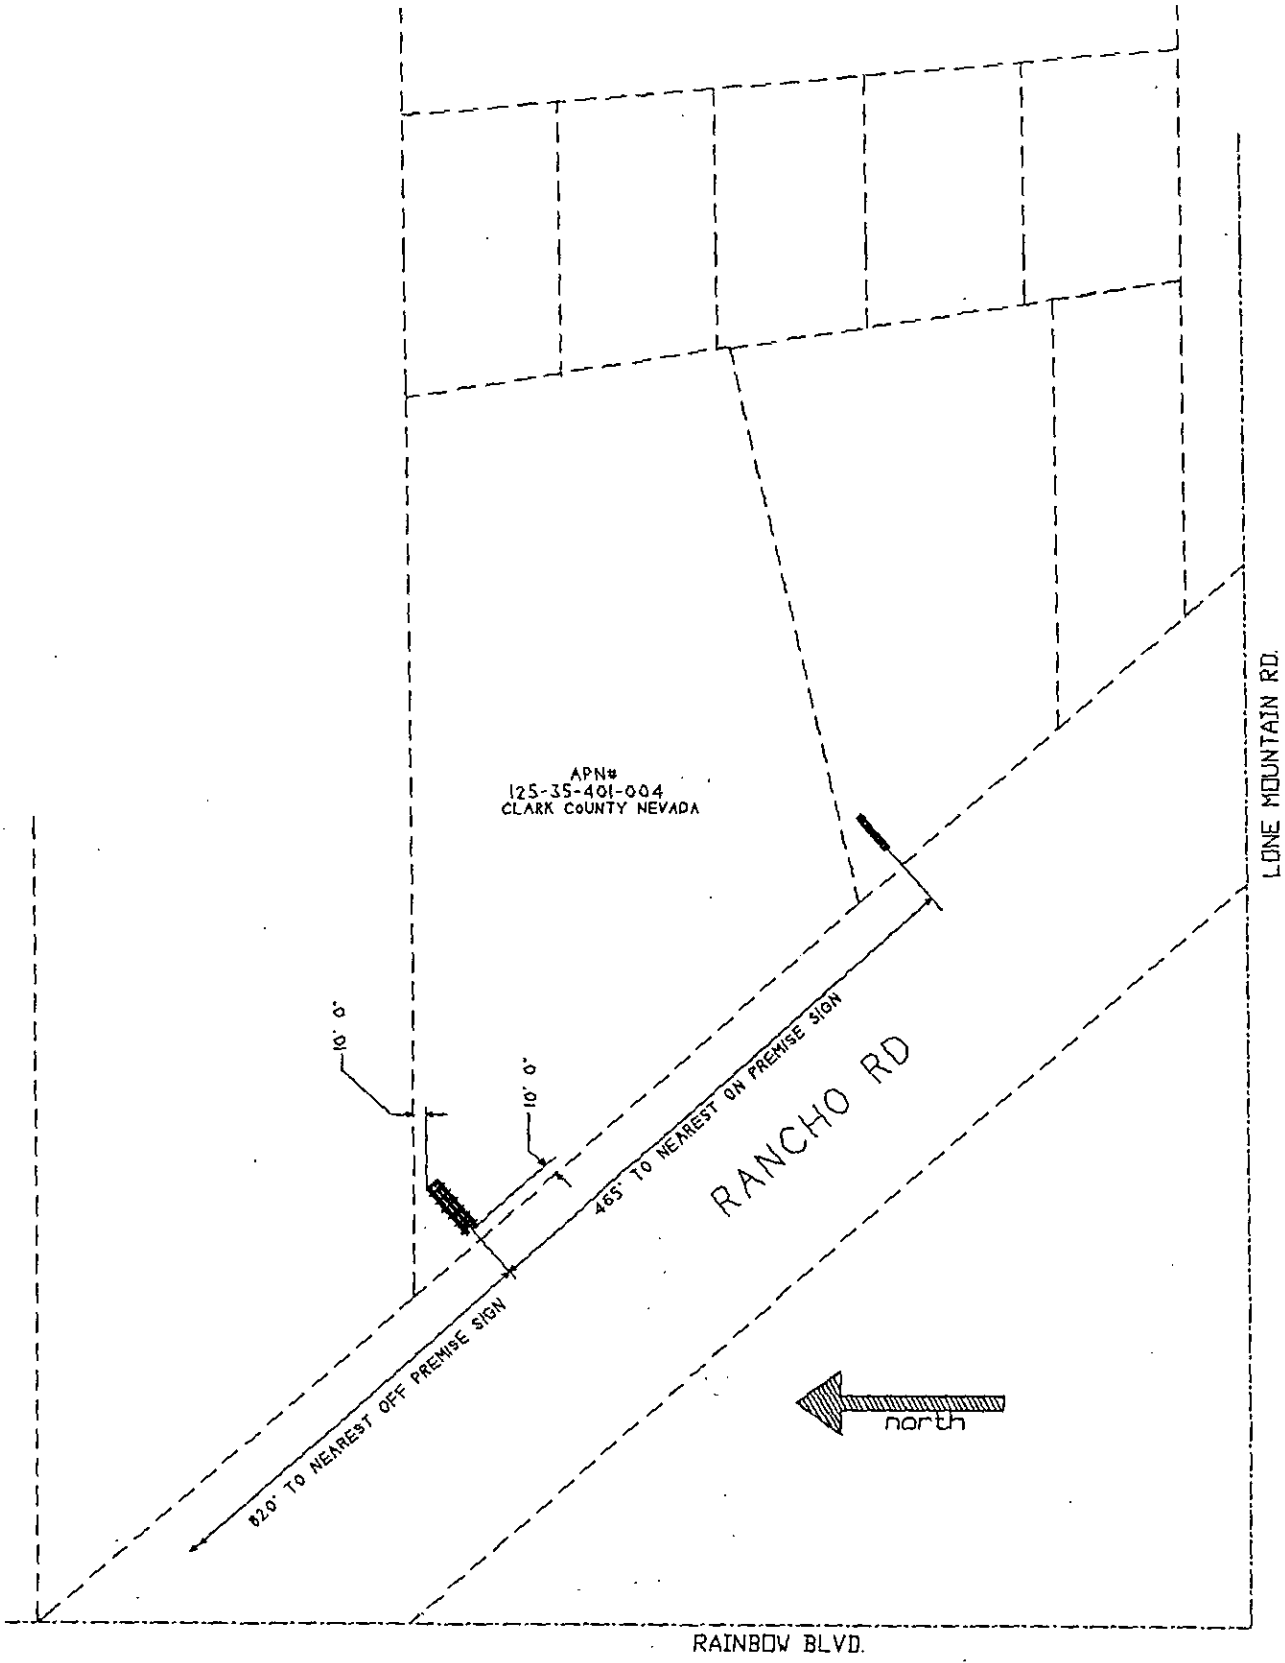 APN#
125-35-401-004
CLARK COUNTY NEVADA
LONE MOUNTAIN RD.
10' 0"
10' 0"
465' TO NEAREST ON PREMISE SIGN
RANCHO RD
820' TO NEAREST OFF PREMISE SIGN
north
RAINBOW BLVD.